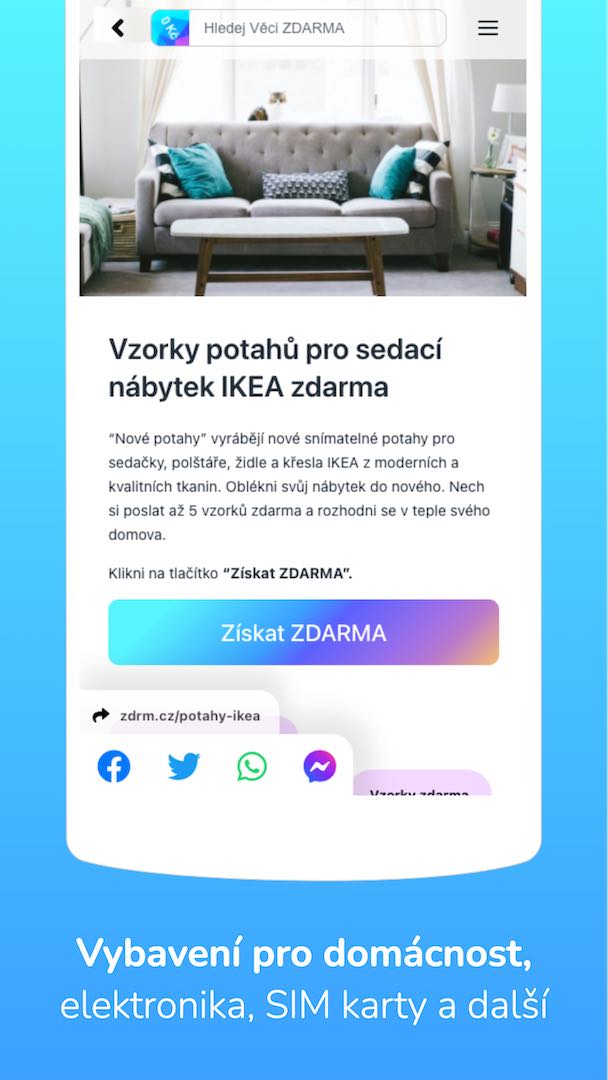 0 Kč
Hledej Věci ZDARMA
Vzorky potahů pro sedací
nábytek IKEA zdarma
“Nové potahy” vyrábějí nové snímatelné potahy pro
sedačky, polštáře, židle a křesla IKEA z moderních a
kvalitních tkanin. Oblékni svůj nábytek do nového. Nech
si poslat až 5 vzorků zdarma a rozhodni se v teple svého
domova.
Klikni na tlačítko “Získat ZDARMA”.
Získat ZDARMA
zdrm.cz/potahy-ikea
Vzorky zdarma
Vybavení pro domácnost,
elektronika, SIM karty a další